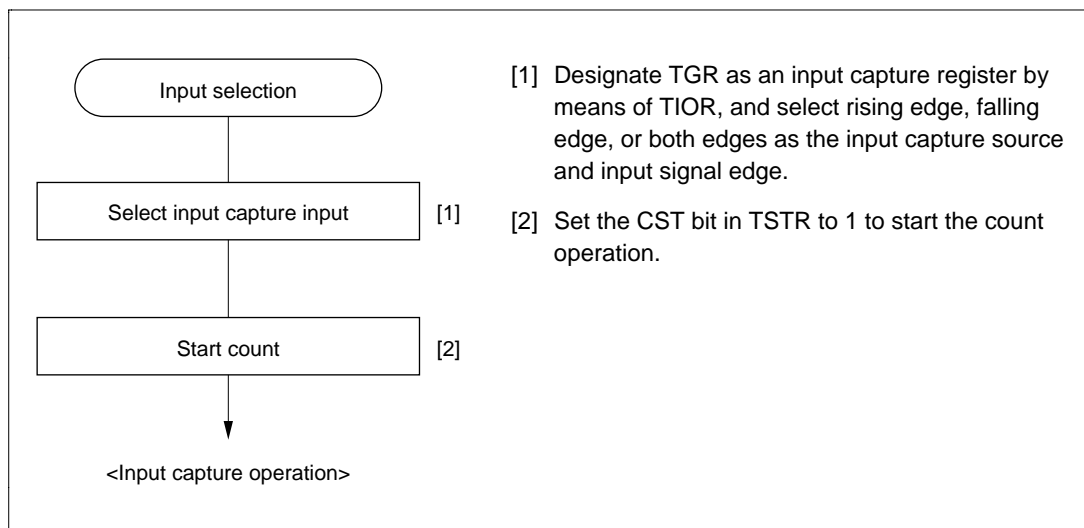 Input selection
Select input capture input [1]
Start count [2]
<Input capture operation>
[1] Designate TGR as an input capture register by
means of TIOR, and select rising edge, falling
edge, or both edges as the input capture source
and input signal edge.
[2] Set the CST bit in TSTR to 1 to start the count
operation.